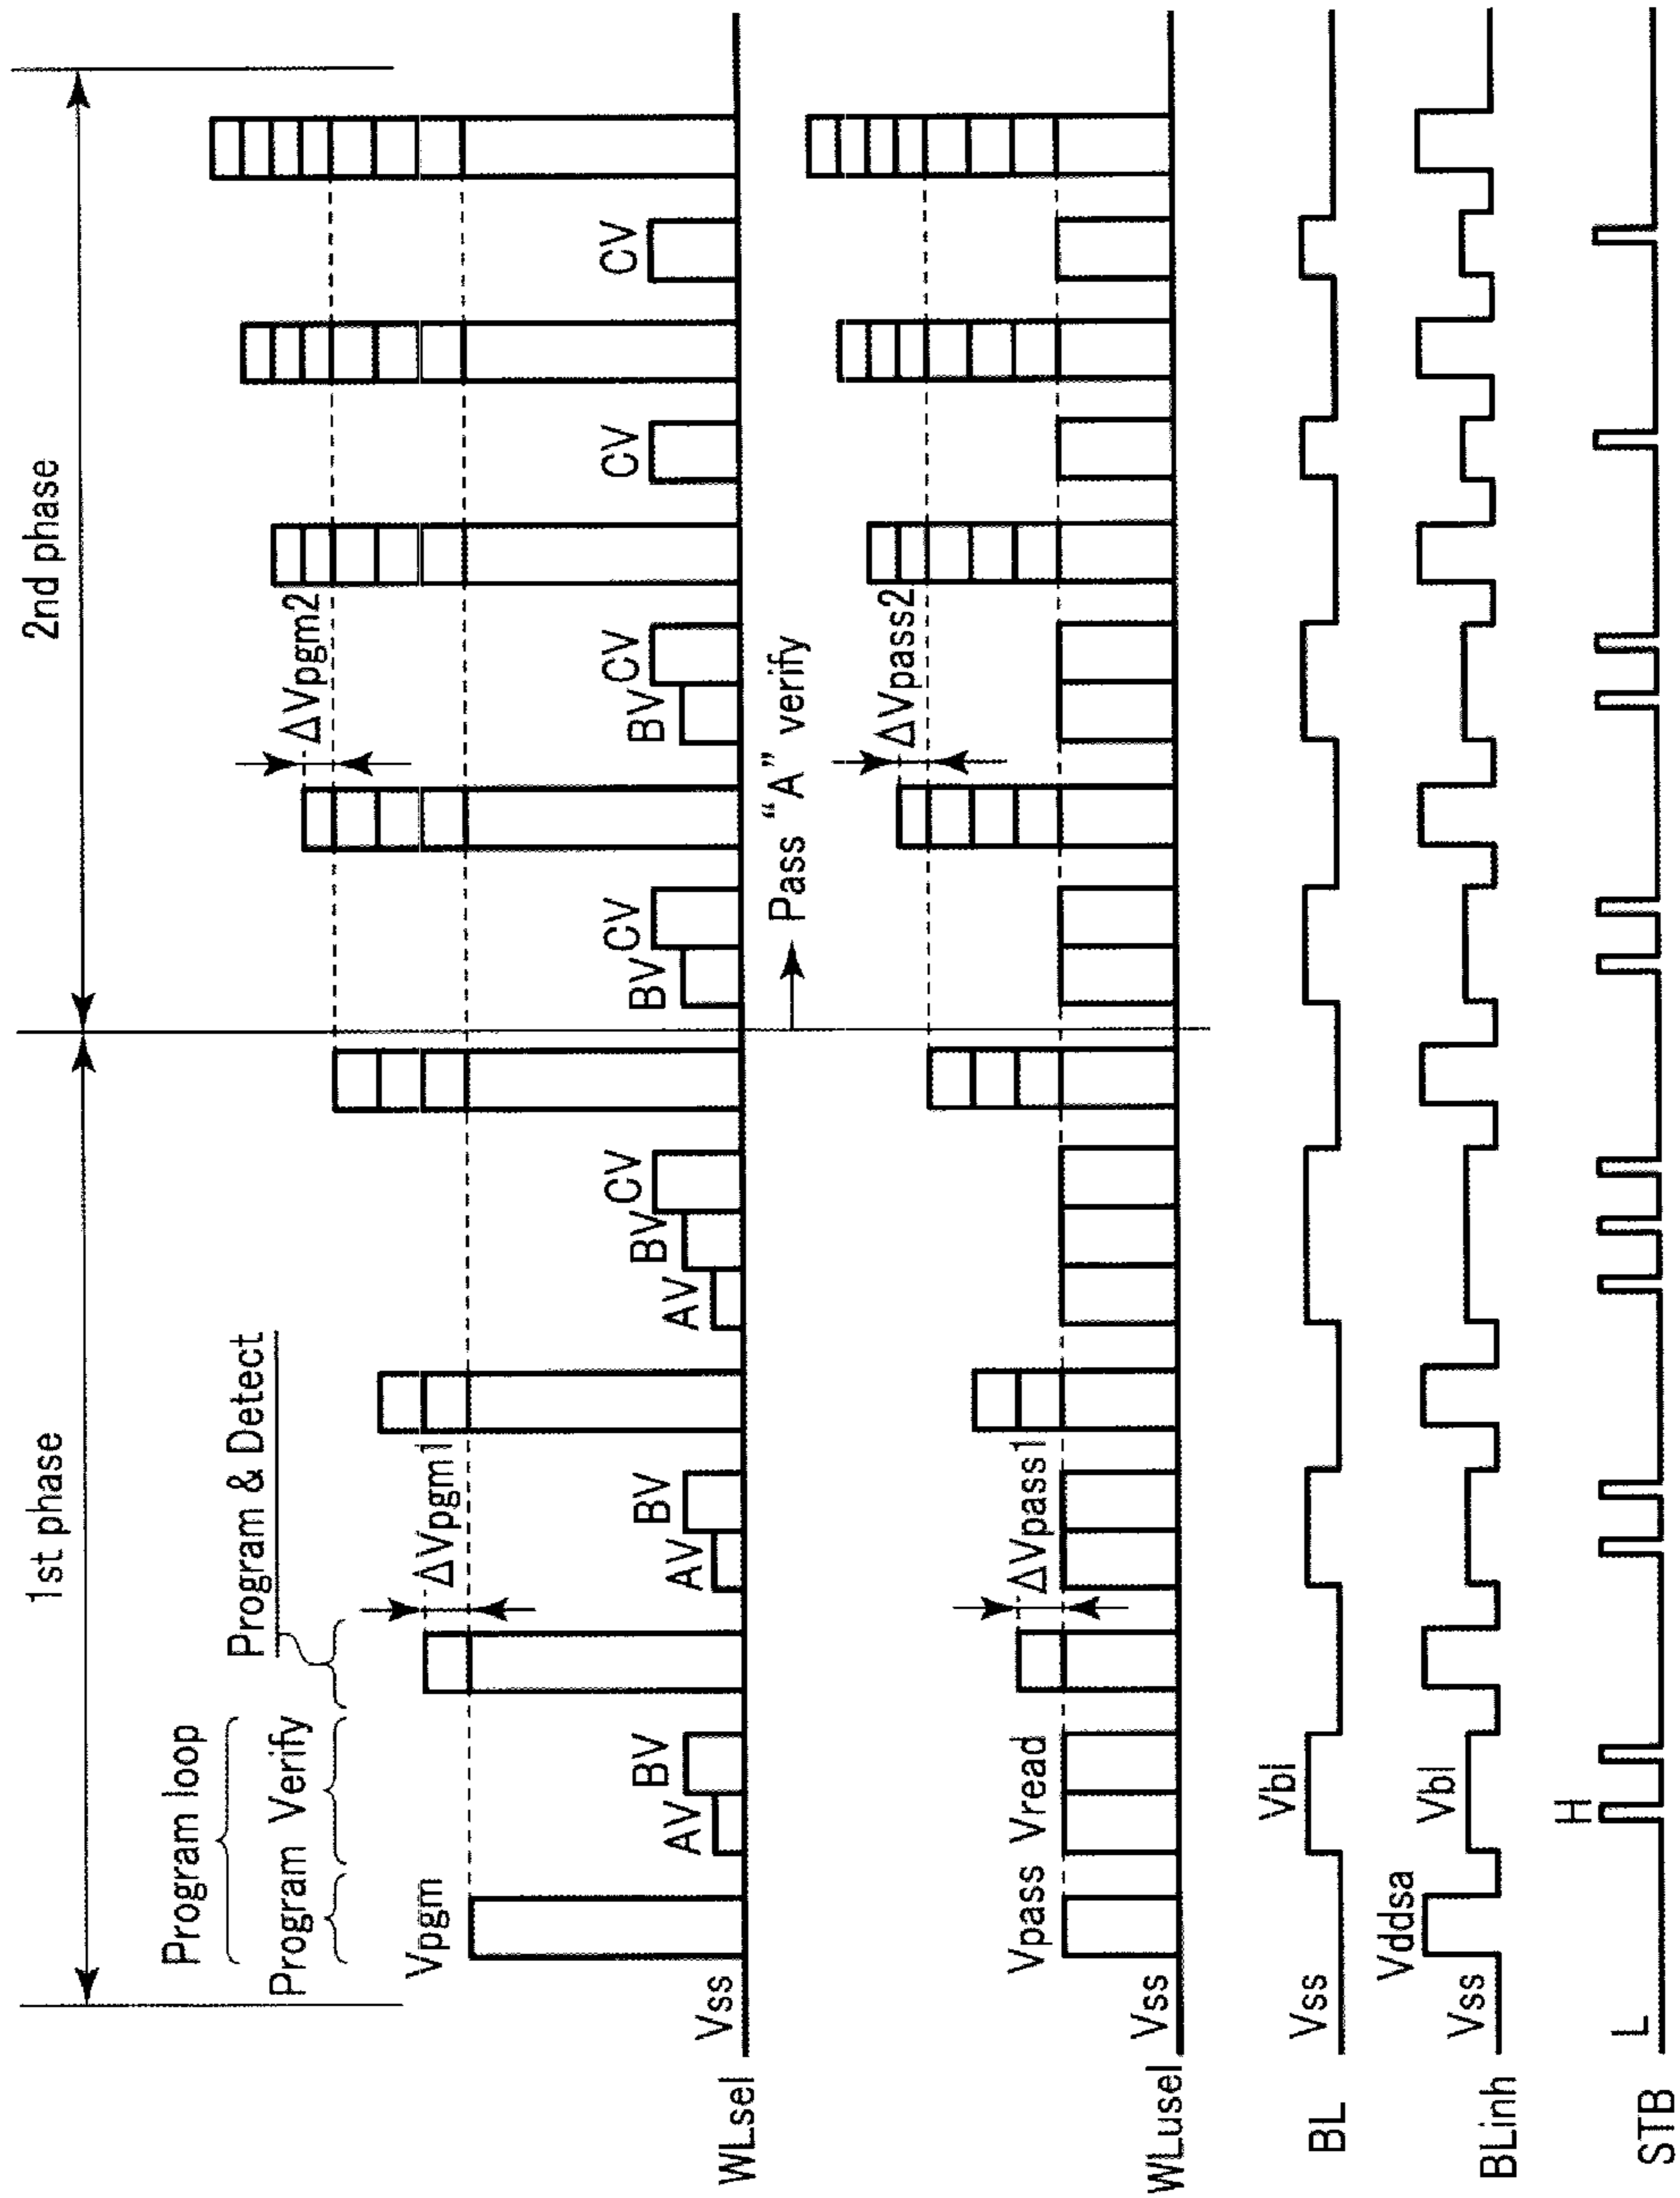 1st phase
2nd phase
Program loop
Program Verify
Program & Detect
Vpgm
ΔVpgm1
ΔVpgm2
AV
BV
AV
BV
AV
BV
CV
BV
CV
BV
CV
CV
CV
Vss
WLsel
Pass “A” verify
Vpass Vread
ΔVpass1
ΔVpass2
Vss
WLusel
Vbl
Vss
BL
Vddsa
Vbl
Vss
BLinh
H
L
STB